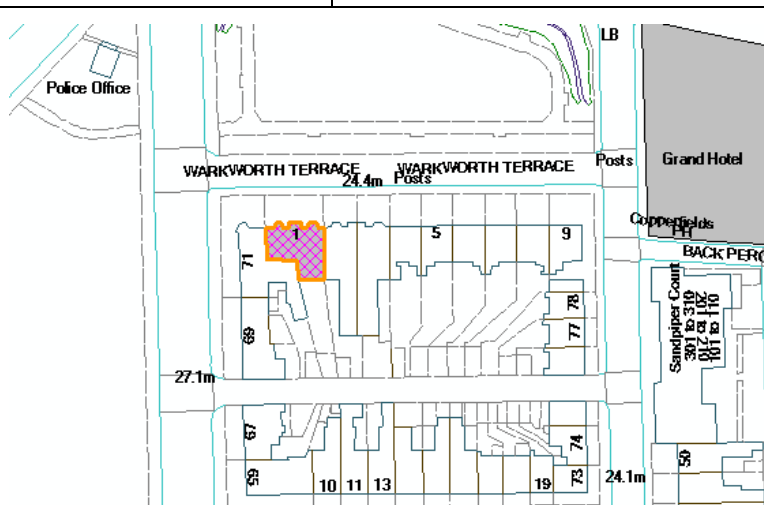 LB
Police Office
WARKWORTH TERRACE
WARKWORTH TERRACE
Posts
Grand Hotel
24.4m
Posts
Copperfields
PH
BACK PERC
1
5
9
71
78
77
69
Sandpiper Court
301 to 310
201 to 210
101 to 110
27.1m
67
74
59
10
11
13
19
73
24.1m
50